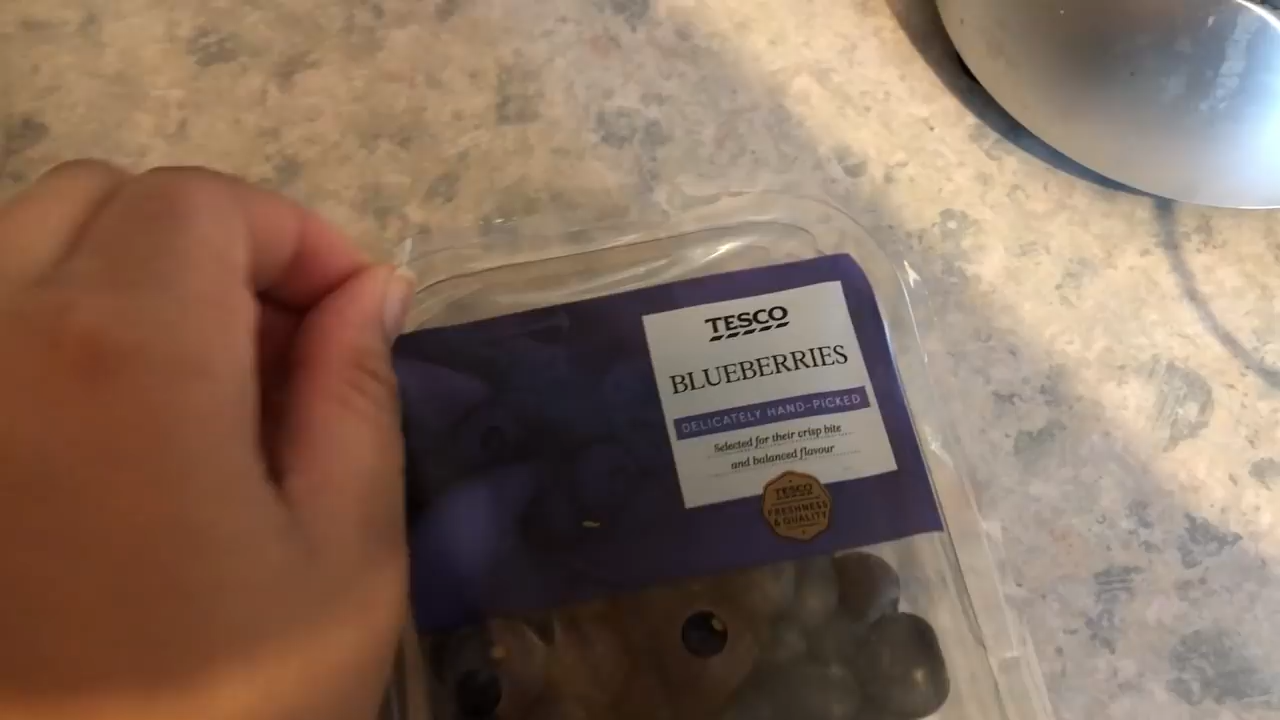 TESCO
BLUEBERRIES
DELICATELY HAND-PICKED
Selected for their crisp bite
and balanced flavour
TESCO
FRESHNESS
& QUALITY